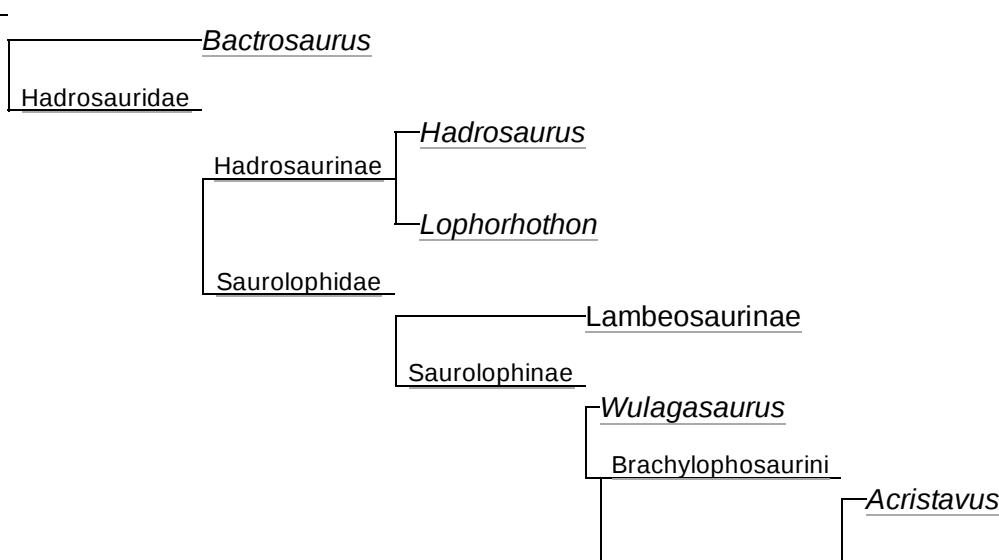 Bactrosaurus
Hadrosauridae
Hadrosaurus
Hadrosaurinae
Lophorhothon
Saurolophidae
Lambeosaurinae
Saurolophinae
Wulagasaurus
Brachylophosaurini
Acristavus